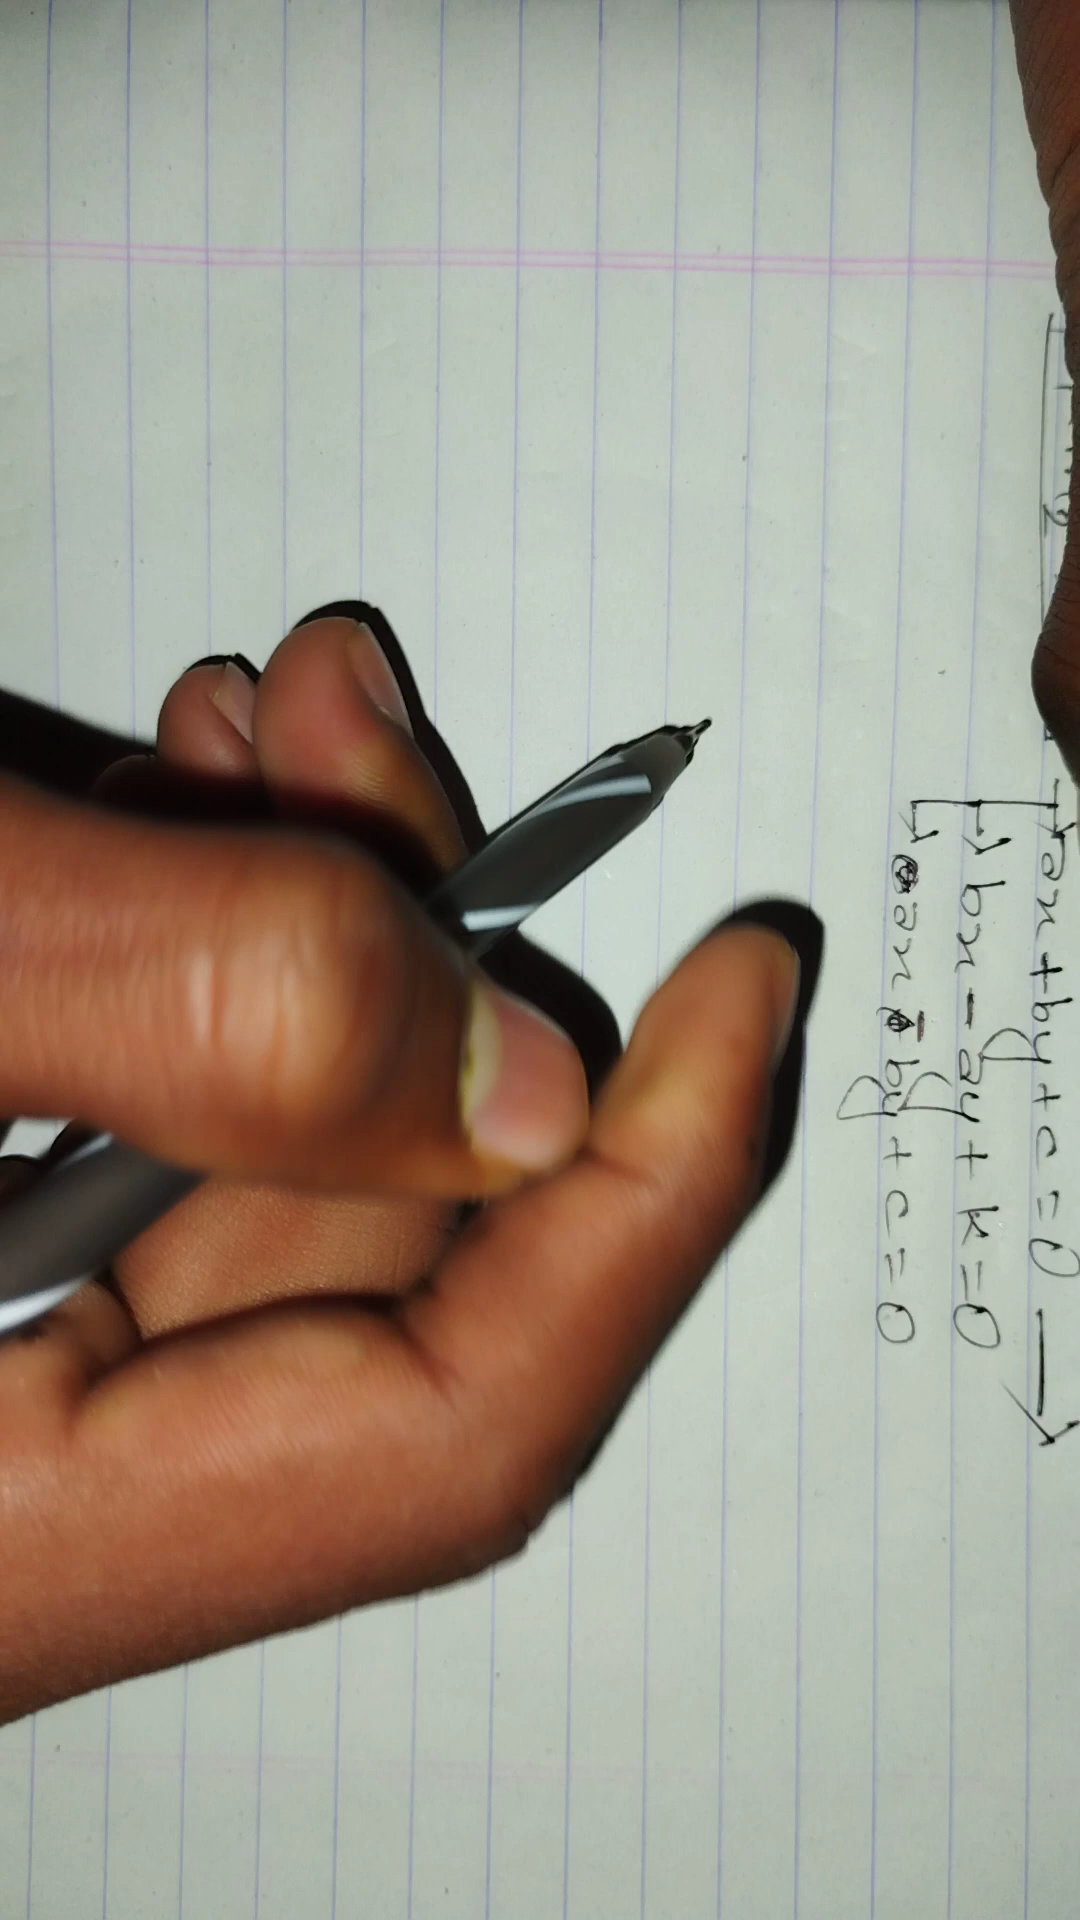 ax + by + c = 0 →
→ bx - ay + k = 0
→ ax - by + c = 0